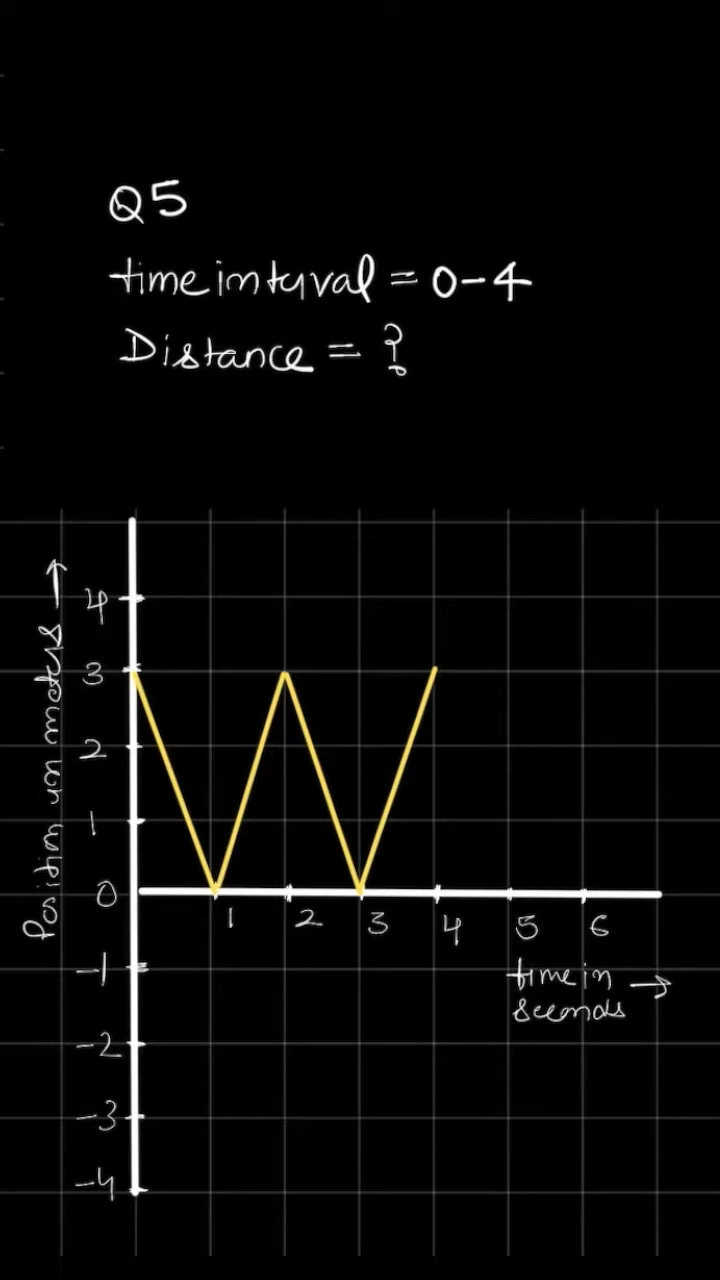 Q5
time interval = 0-4
Distance = ?
Position in meters →
4
3
2
1
0
-1
-2
-3
-4
1 2 3 4 5 6
time in →
seconds